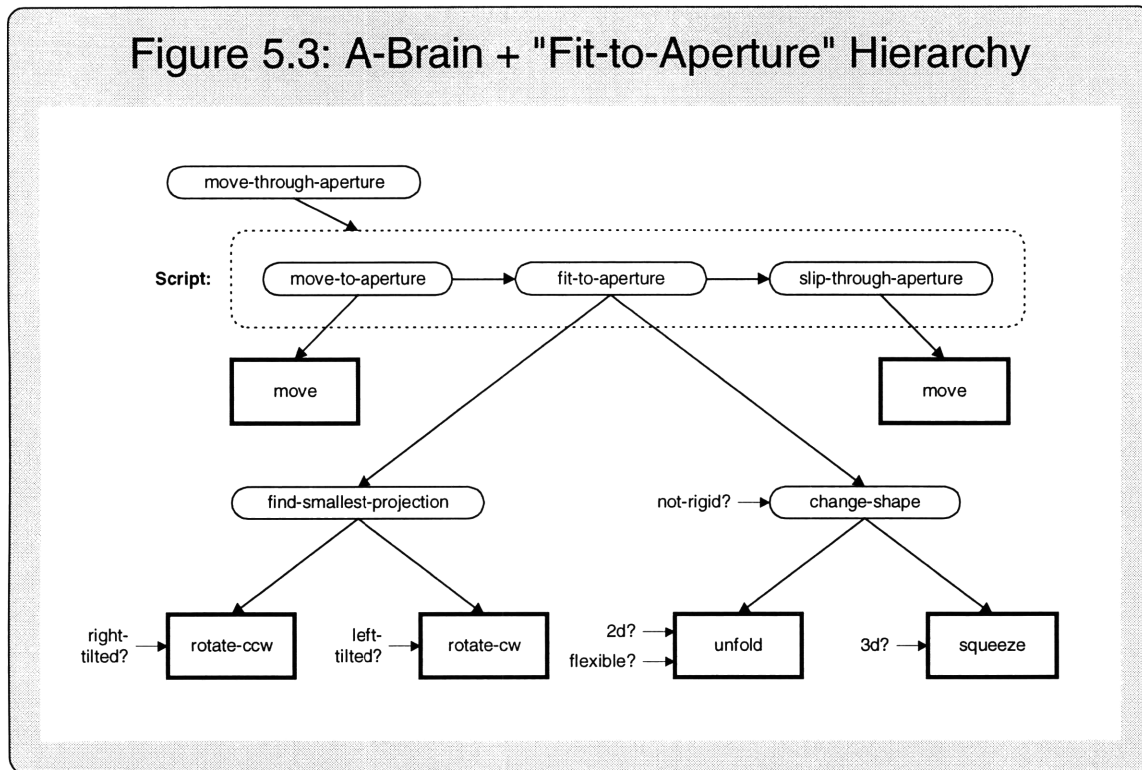 Figure 5.3: A-Brain + "Fit-to-Aperture" Hierarchy
move-through-aperture
Script:
move-to-aperture
fit-to-aperture
slip-through-aperture
move
move
find-smallest-projection
not-rigid?
change-shape
right-
tilted?
rotate-ccw
left-
tilted?
rotate-cw
2d?
flexible?
unfold
3d?
squeeze